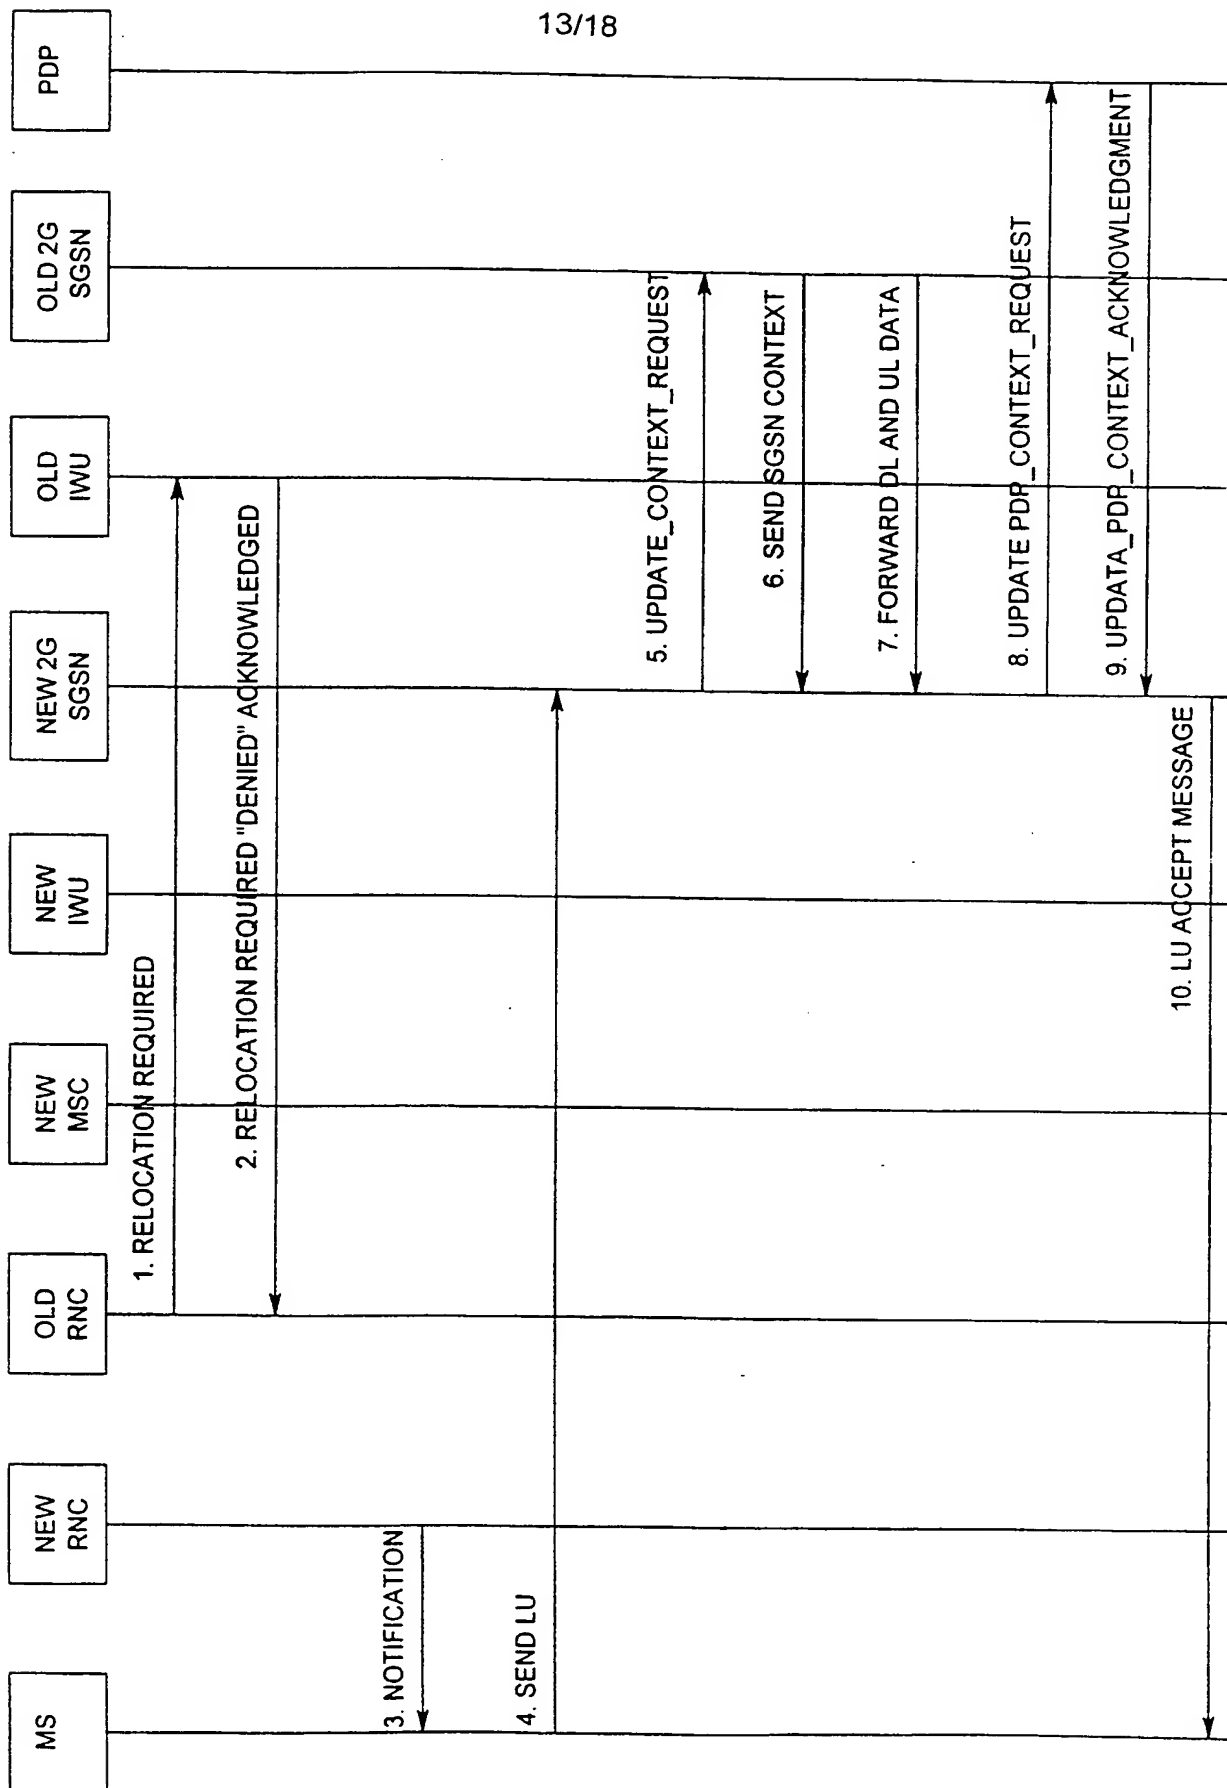 13/18
MS
NEW
RNC
OLD
RNC
NEW
MSC
NEW
IWU
NEW 2G
SGSN
OLD
IWU
OLD 2G
SGSN
PDP
1. RELOCATION REQUIRED
2. RELOCATION REQUIRED "DENIED" ACKNOWLEDGED
3. NOTIFICATION
4. SEND LU
5. UPDATE_CONTEXT_REQUEST
6. SEND SGSN CONTEXT
7. FORWARD DL AND UL DATA
8. UPDATE PDP_CONTEXT_REQUEST
9. UPDATA_PDP_CONTEXT_ACKNOWLEDGMENT
10. LU ACCEPT MESSAGE